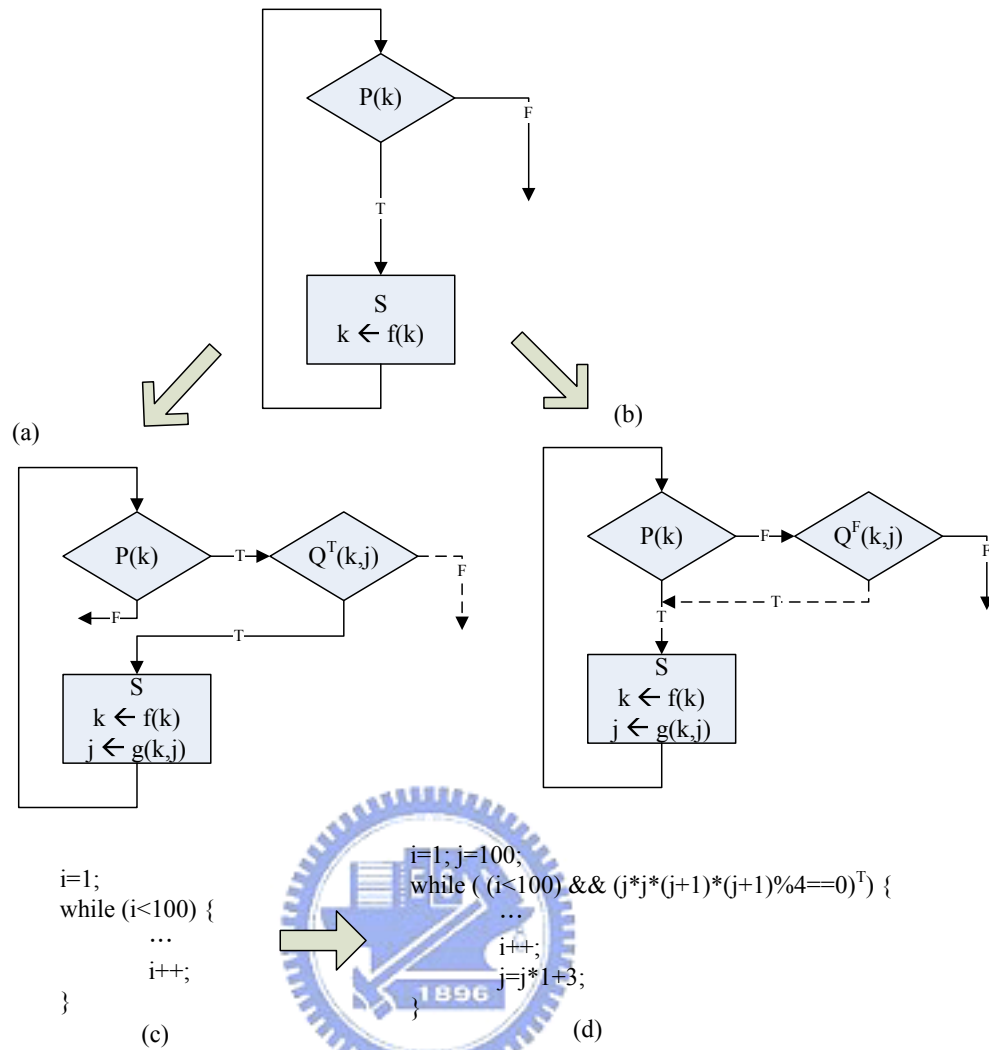 P(k)
F
T
S
k ← f(k)
(a)
(b)
P(k)
T
Q^T(k,j)
F
F
T
S
k ← f(k)
j ← g(k,j)
P(k)
F
Q^F(k,j)
F
T
T
S
k ← f(k)
j ← g(k,j)
i=1;
while (i<100) {
...
i++;
}
(c)
i=1; j=100;
while ( (i<100) && (j*j*(j+1)*(j+1)%4==0)^T) {
...
i++;
j=j*1+3;
}
(d)
1896